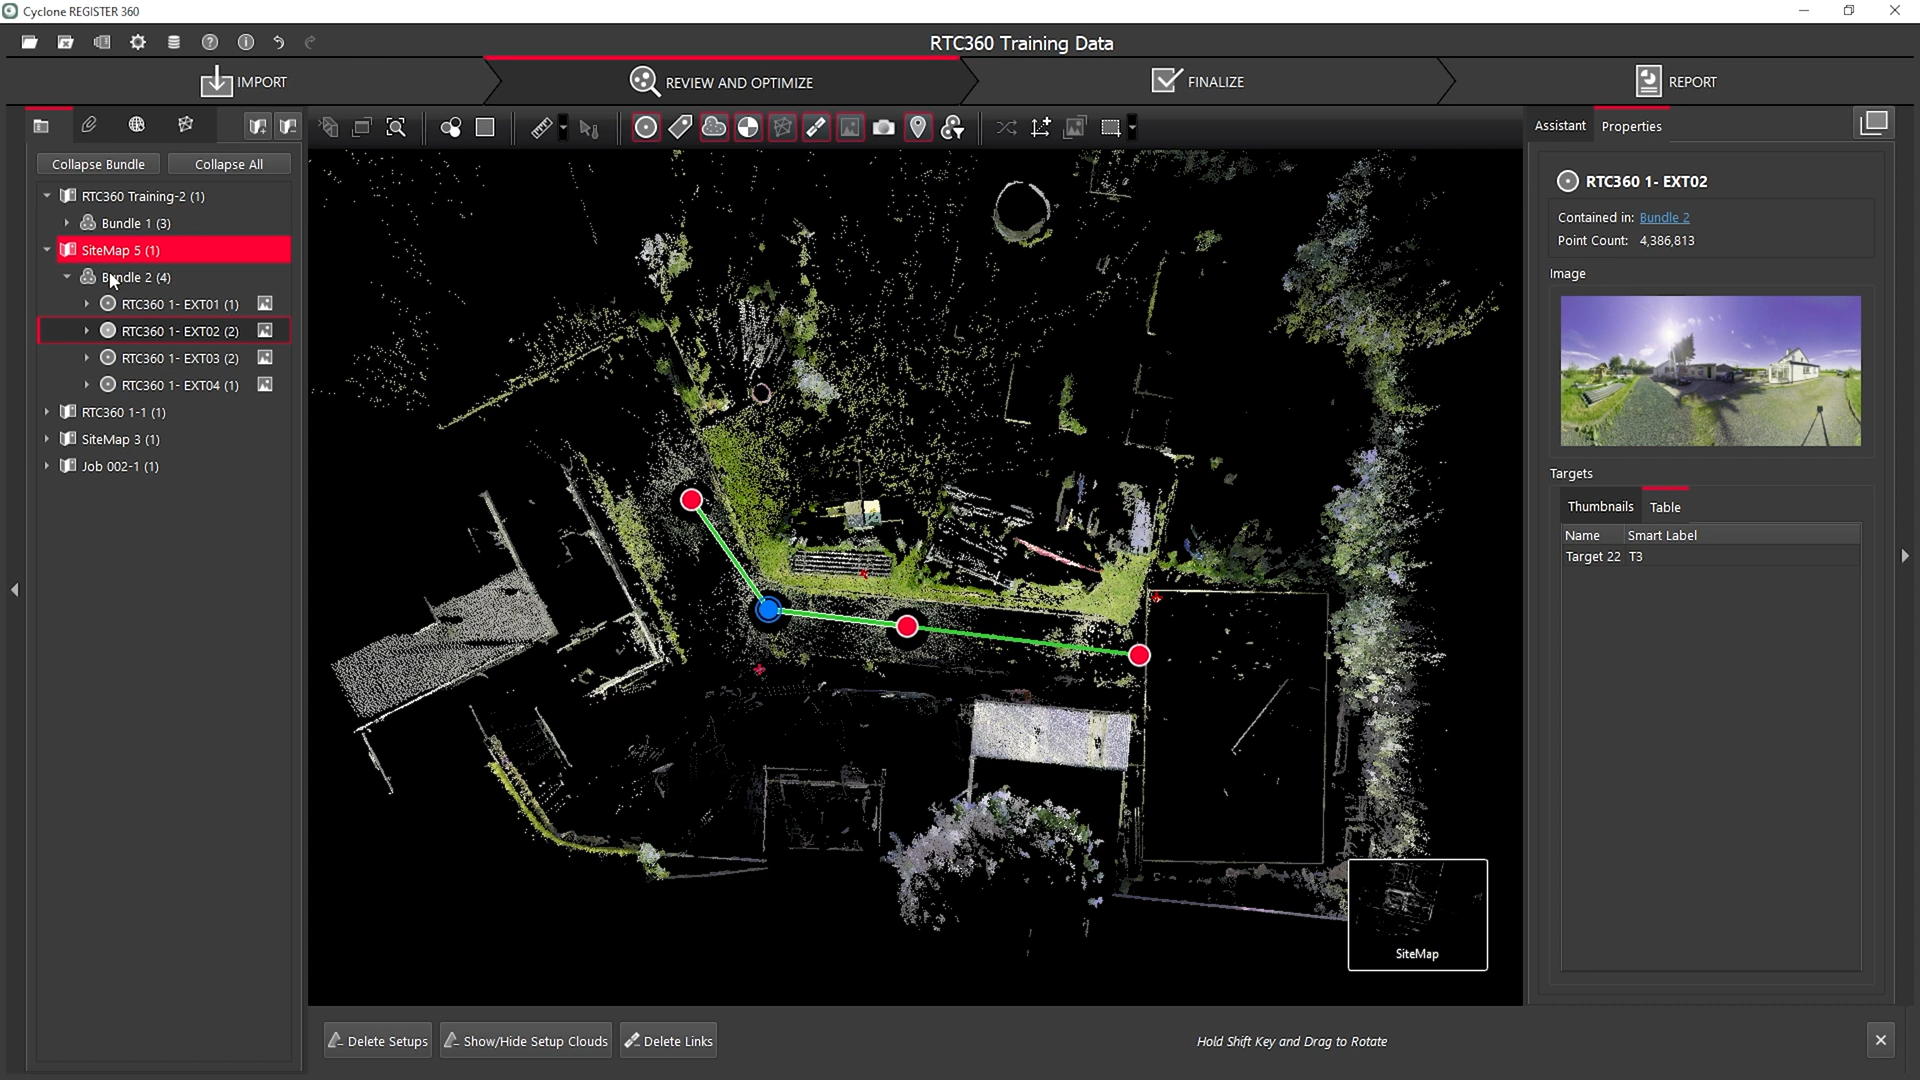 Cyclone REGISTER 360
RTC360 Training Data
IMPORT
REVIEW AND OPTIMIZE
FINALIZE
REPORT
Collapse Bundle
Collapse All
RTC360 Training-2 (1)
Bundle 1 (3)
SiteMap 5 (1)
Bundle 2 (4)
RTC360 1- EXT01 (1)
RTC360 1- EXT02 (2)
RTC360 1- EXT03 (2)
RTC360 1- EXT04 (1)
RTC360 1-1 (1)
SiteMap 3 (1)
Job 002-1 (1)
SiteMap
Assistant
Properties
RTC360 1- EXT02
Contained in: Bundle 2
Point Count: 4,386,813
Image
Targets
Thumbnails
Table
Name Smart Label
Target 22 T3
Delete Setups
Show/Hide Setup Clouds
Delete Links
Hold Shift Key and Drag to Rotate